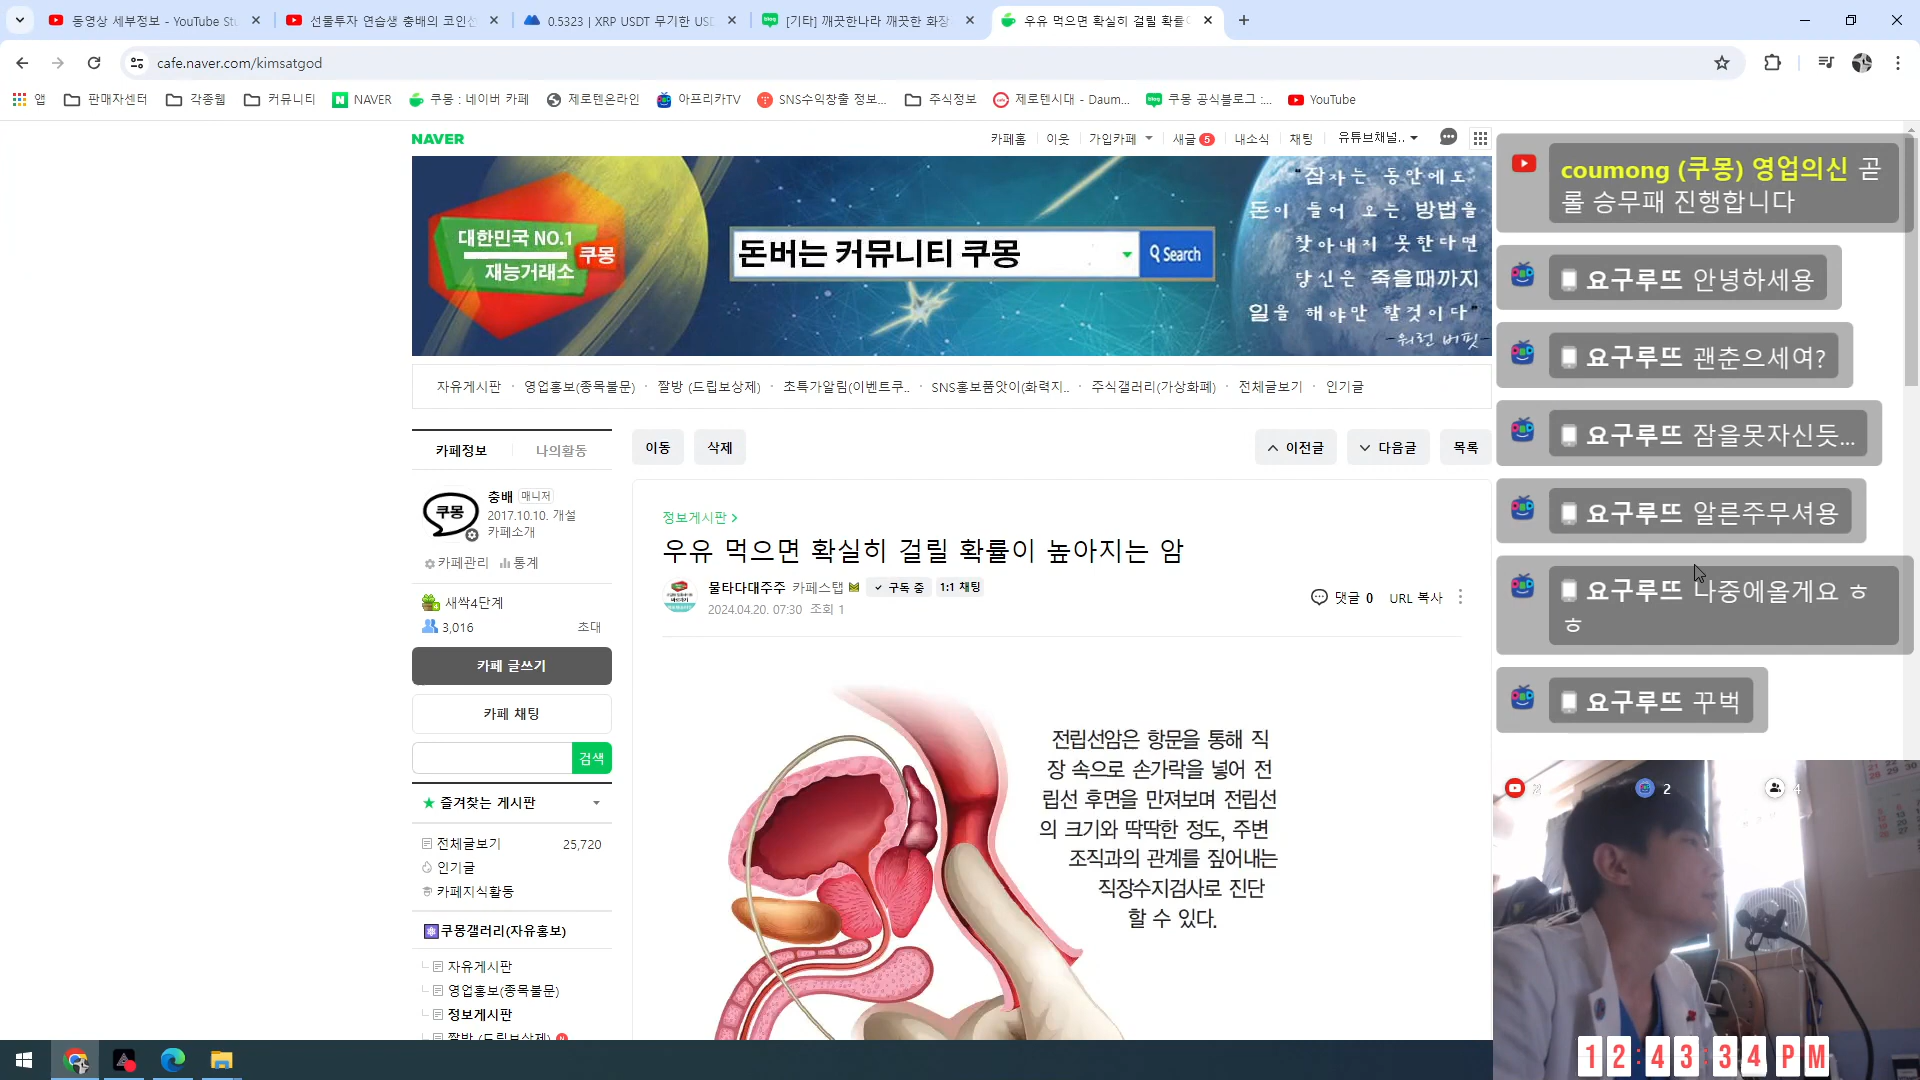 동영상 세부정보 - YouTube Stu
선물투자 연습생 충배의 코인선
0.5323 | XRP USDT 무기한 USD
[기타] 깨끗한나라 깨끗한 화장
우유 먹으면 확실히 걸릴 확률이
cafe.naver.com/kimsatgod
앱
판매자센터
각종웹
커뮤니티
NAVER
쿠몽 : 네이버 카페
제로텐온라인
아프리카TV
SNS수익창출 정보...
주식정보
제로텐시대 - Daum...
쿠몽 공식블로그 :...
YouTube
NAVER
카페홈
이웃
가입카페
새글 5
내소식
채팅
유튜브채널..
대한민국 NO.1
재능거래소
쿠몽
돈버는 커뮤니티 쿠몽
Search
"잠자는 동안에도
돈이 들어 오는 방법을
찾아내지 못한다면
당신은 죽을때까지
일을 해야만 할것이다"
-워런 버핏-
자유게시판 · 영업홍보(종목불문) · 짤방 (드립보상제) · 초특가알림(이벤트쿠.. · SNS홍보품앗이(화력지.. · 주식갤러리(가상화폐) · 전체글보기 · 인기글
카페정보
나의활동
쿠몽
충배 매니저
2017.10.10. 개설
카페소개
카페관리
통계
새싹4단계
3,016
초대
카페 글쓰기
카페 채팅
검색
즐겨찾는 게시판
전체글보기
25,720
인기글
카페지식활동
쿠몽갤러리(자유홍보)
자유게시판
영업홍보(종목불문)
정보게시판
짤방 (드립보상제)
이동
삭제
이전글
다음글
목록
정보게시판 >
우유 먹으면 확실히 걸릴 확률이 높아지는 암
물타다대주주 카페스탭 구독 중 1:1 채팅
2024.04.20. 07:30 조회 1
댓글 0
URL 복사
전립선암은 항문을 통해 직
장 속으로 손가락을 넣어 전
립선 후면을 만져보며 전립선
의 크기와 딱딱한 정도, 주변
조직과의 관계를 짚어내는
직장수지검사로 진단
할 수 있다.
coumong (쿠몽) 영업의신 곧
롤 승무패 진행합니다
요구루뜨 안녕하세용
요구루뜨 괜춘으세여?
요구루뜨 잠을못자신듯...
요구루뜨 얄른주무셔용
요구루뜨 나중에올게요 ㅎ
ㅎ
요구루뜨 꾸벅
2
4
12:43:34 PM